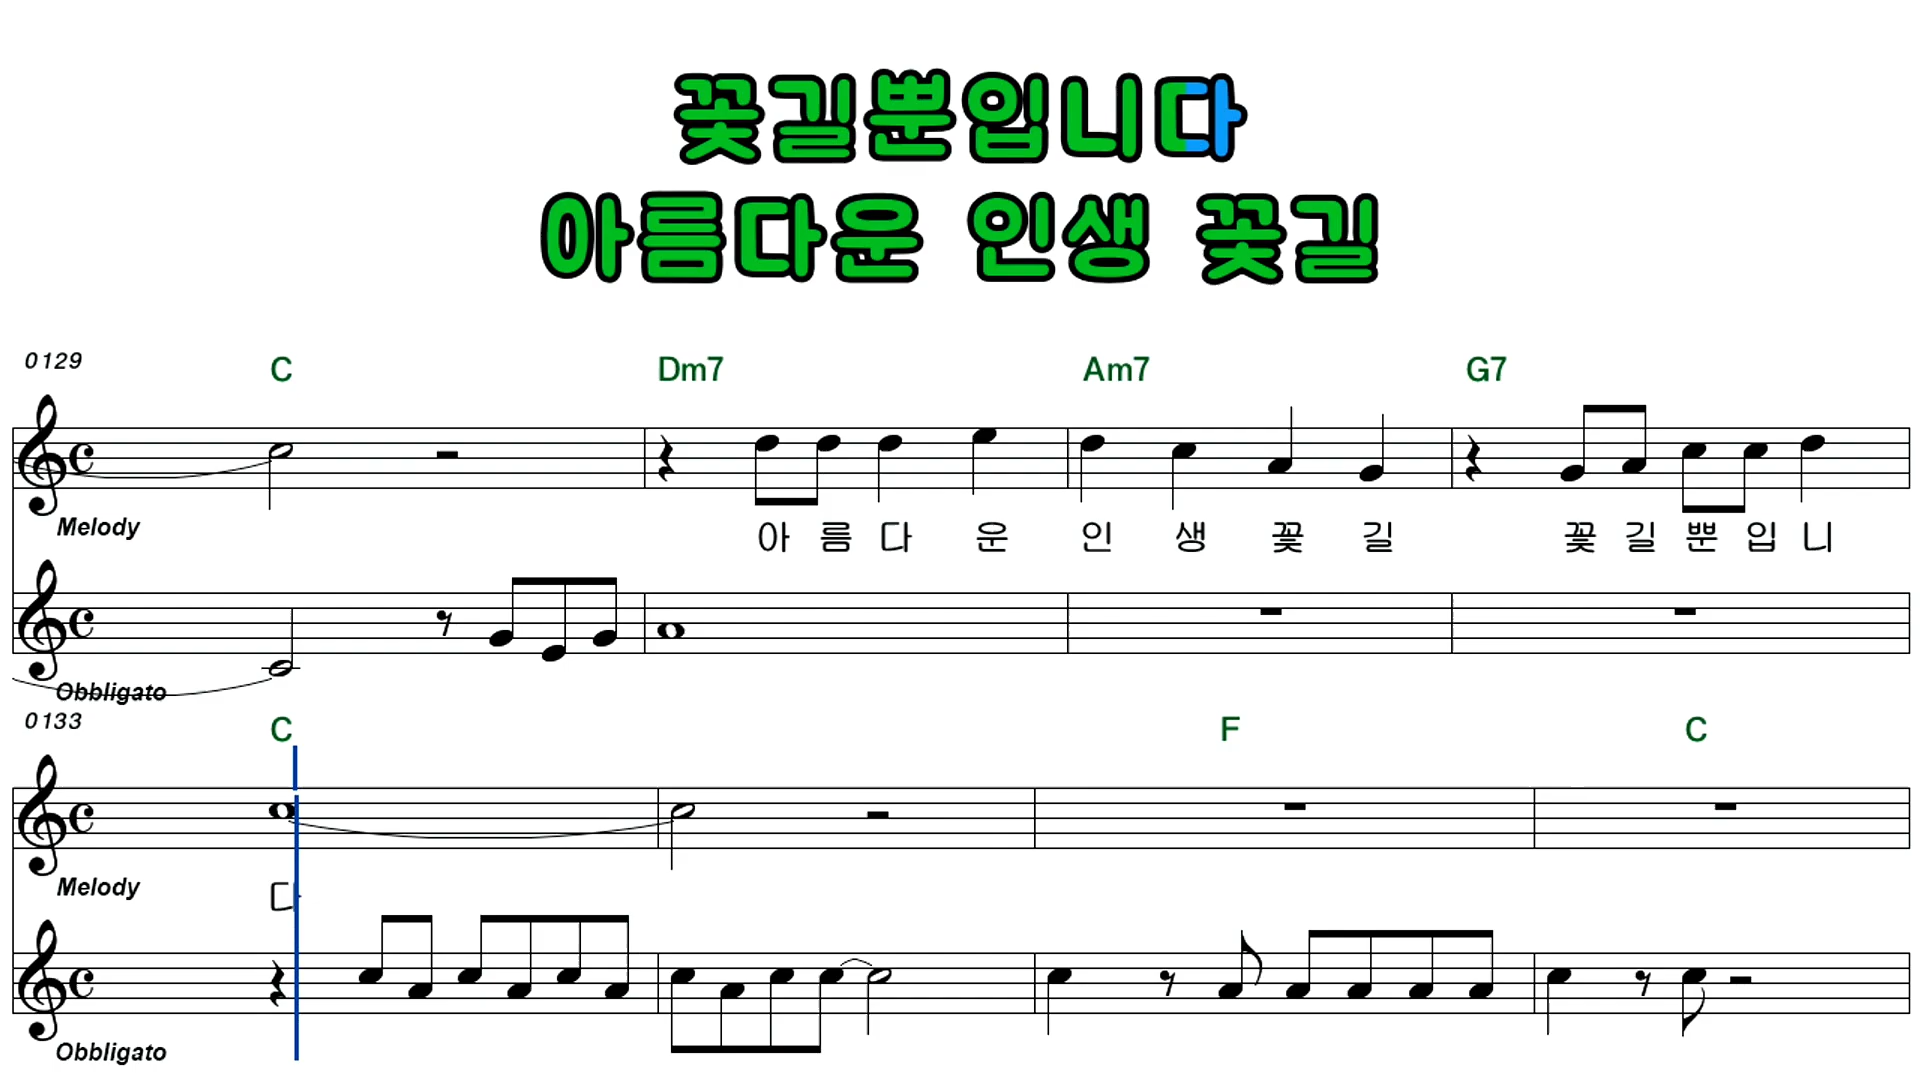 꽃길뿐입니다
아름다운 인생 꽃길
0129
C Dm7 Am7 G7
Melody
아 름 다 운 인 생 꽃 길 꽃 길 뿐 입 니
Obbligato
0133
C F C
Melody
다
Obbligato